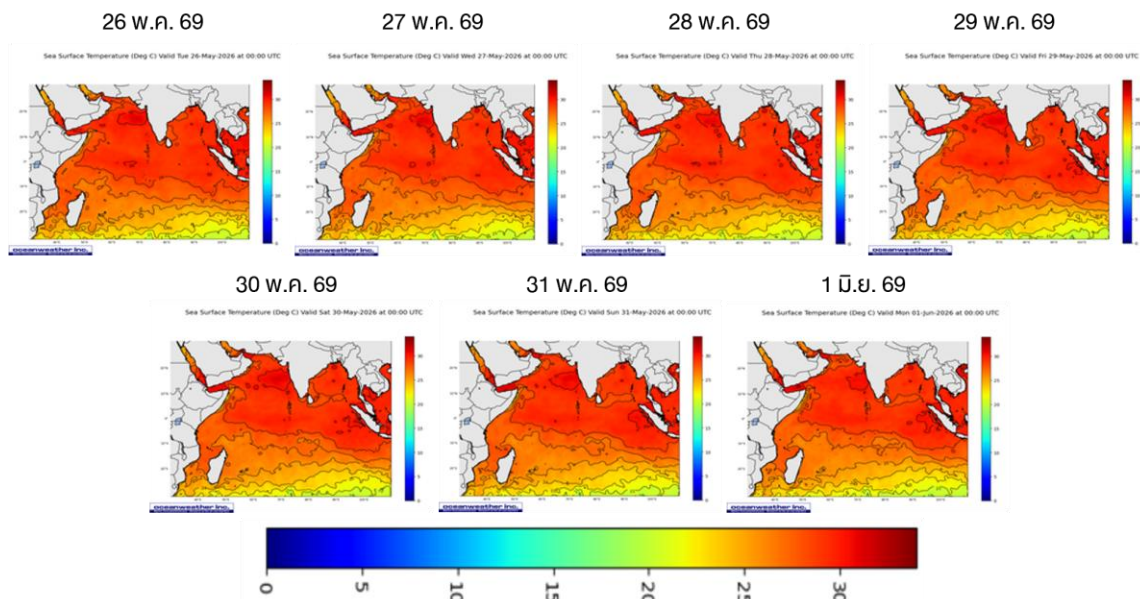 26 พ.ค. 69
27 พ.ค. 69
28 พ.ค. 69
29 พ.ค. 69
Sea Surface Temperature (Deg C) Valid Tue 26-May-2026 at 00:00 UTC
Sea Surface Temperature (Deg C) Valid Wed 27-May-2026 at 00:00 UTC
Sea Surface Temperature (Deg C) Valid Thu 28-May-2026 at 00:00 UTC
Sea Surface Temperature (Deg C) Valid Fri 29-May-2026 at 00:00 UTC
oceanweather inc.
oceanweather inc.
oceanweather inc.
oceanweather inc.
30 พ.ค. 69
31 พ.ค. 69
1 มิ.ย. 69
Sea Surface Temperature (Deg C) Valid Sat 30-May-2026 at 00:00 UTC
Sea Surface Temperature (Deg C) Valid Sun 31-May-2026 at 00:00 UTC
Sea Surface Temperature (Deg C) Valid Mon 01-Jun-2026 at 00:00 UTC
oceanweather inc.
oceanweather inc.
oceanweather inc.
0 5 10 15 20 25 30